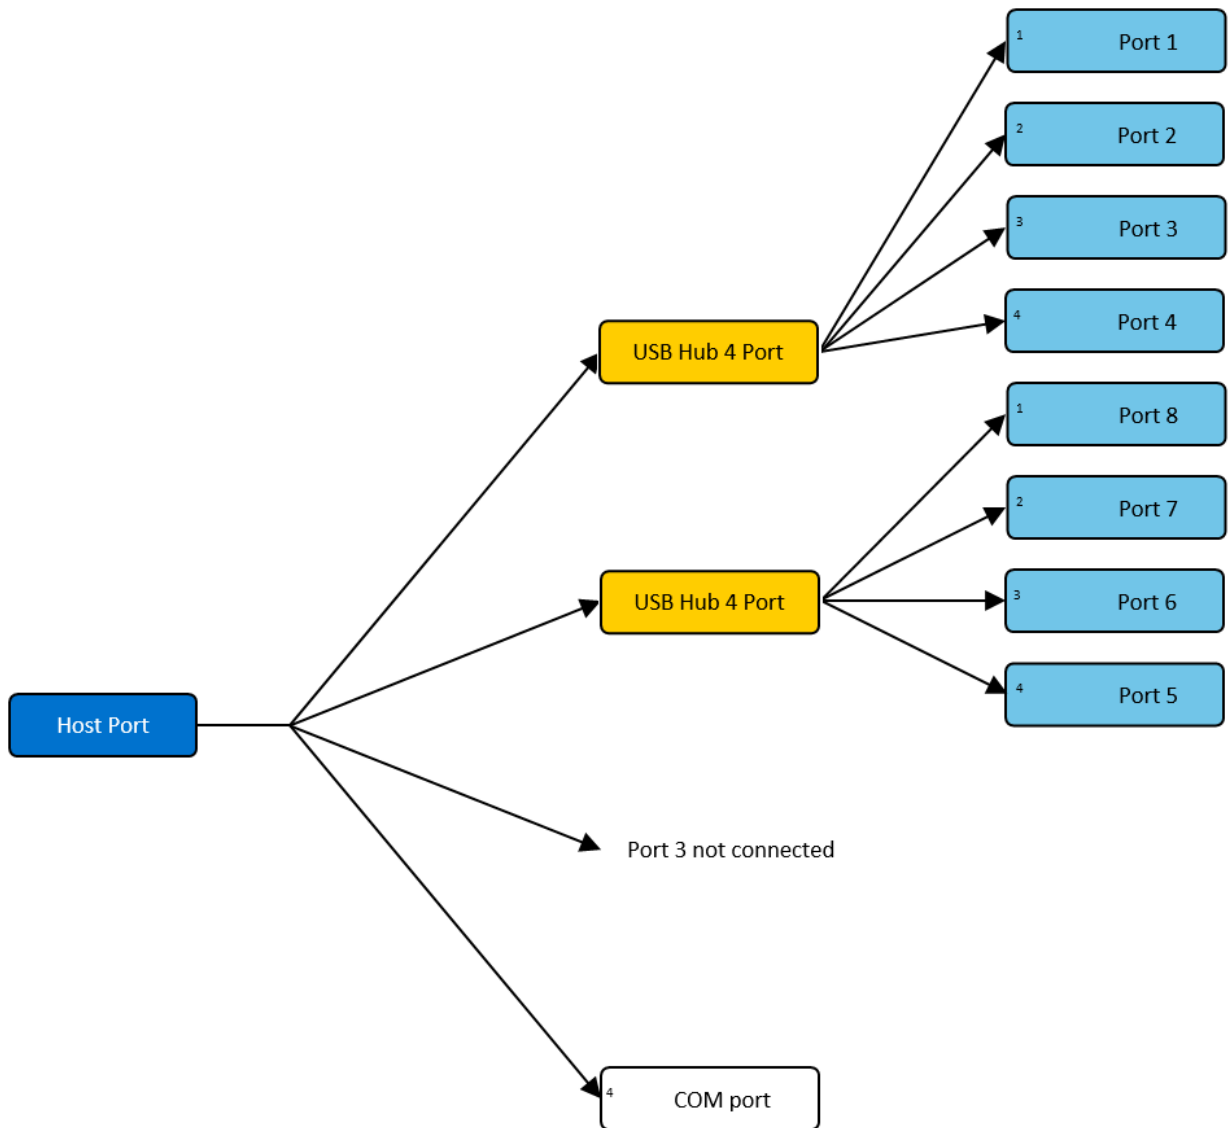 1 Port 1
2 Port 2
3 Port 3
4 Port 4
USB Hub 4 Port
1 Port 8
2 Port 7
USB Hub 4 Port
3 Port 6
4 Port 5
Host Port
Port 3 not connected
4 COM port